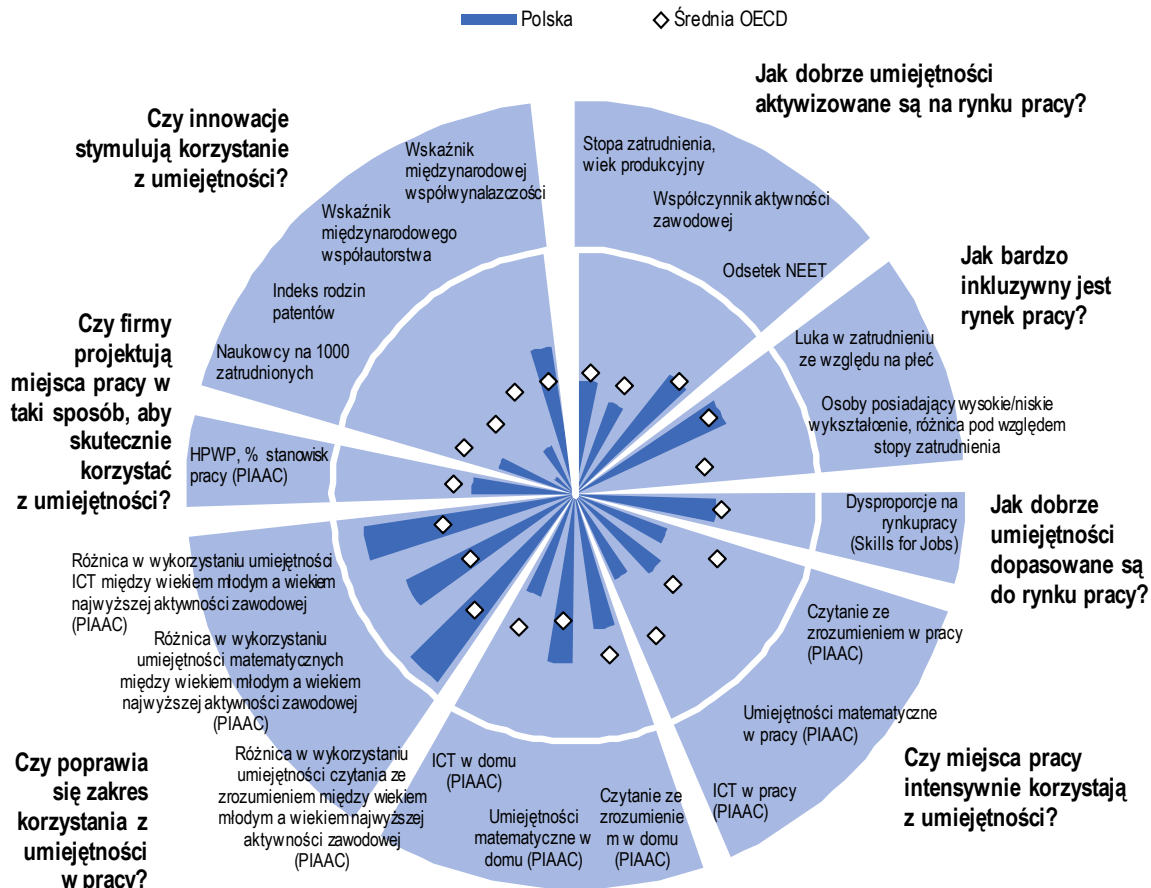 Polska
Średnia OECD
Jak dobrze umiejętności
aktywizowane są na rynku pracy?
Stopa zatrudnienia,
wiek produkcyjny
Współczynnik aktywności
zawodowej
Odsetek NEET
Jak bardzo
inkluzywny jest
rynek pracy?
Luka w zatrudnieniu
ze względu na płeć
Osoby posiadający wysokie/niskie
wykształcenie, różnica pod względem
stopy zatrudnienia
Jak dobrze
umiejętności
dopasowane są
do rynku pracy?
Dysproporcje na
rynkupracy
(Skills for Jobs)
Czytanie ze
zrozumieniem w pracy
(PIAAC)
Umiejętności matematyczne
w pracy (PIAAC)
ICT w pracy
(PIAAC)
Czy miejsca pracy
intensywnie korzystają
z umiejętności?
Czytanie ze
zrozumienie
m w domu
(PIAAC)
Umiejętności
matematyczne w
domu (PIAAC)
ICT w domu
(PIAAC)
Różnica w wykorzystaniu
umiejętności czytania ze
zrozumieniem między wiekiem
młodym a wiekiem najwyższej
aktywności zawodowej
(PIAAC)
Różnica w wykorzystaniu
umiejętności matematycznych
między wiekiem młodym a wiekiem
najwyższej aktywności zawodowej
(PIAAC)
Różnica w wykorzystaniu umiejętności
ICT między wiekiem młodym a wiekiem
najwyższej aktywności zawodowej
(PIAAC)
Czy poprawia
się zakres
korzystania z
umiejętności
w pracy?
HPWP, % stanowisk
pracy (PIAAC)
Czy firmy
projektują
miejsca pracy w
taki sposób, aby
skutecznie
korzystać
z umiejętności?
Naukowcy na 1000
zatrudnionych
Indeks rodzin
patentów
Wskaźnik
międzynarodowego
współautorstwa
Wskaźnik
międzynarodowej
współwynalazczości
Czy innowacje
stymulują korzystanie
z umiejętności?